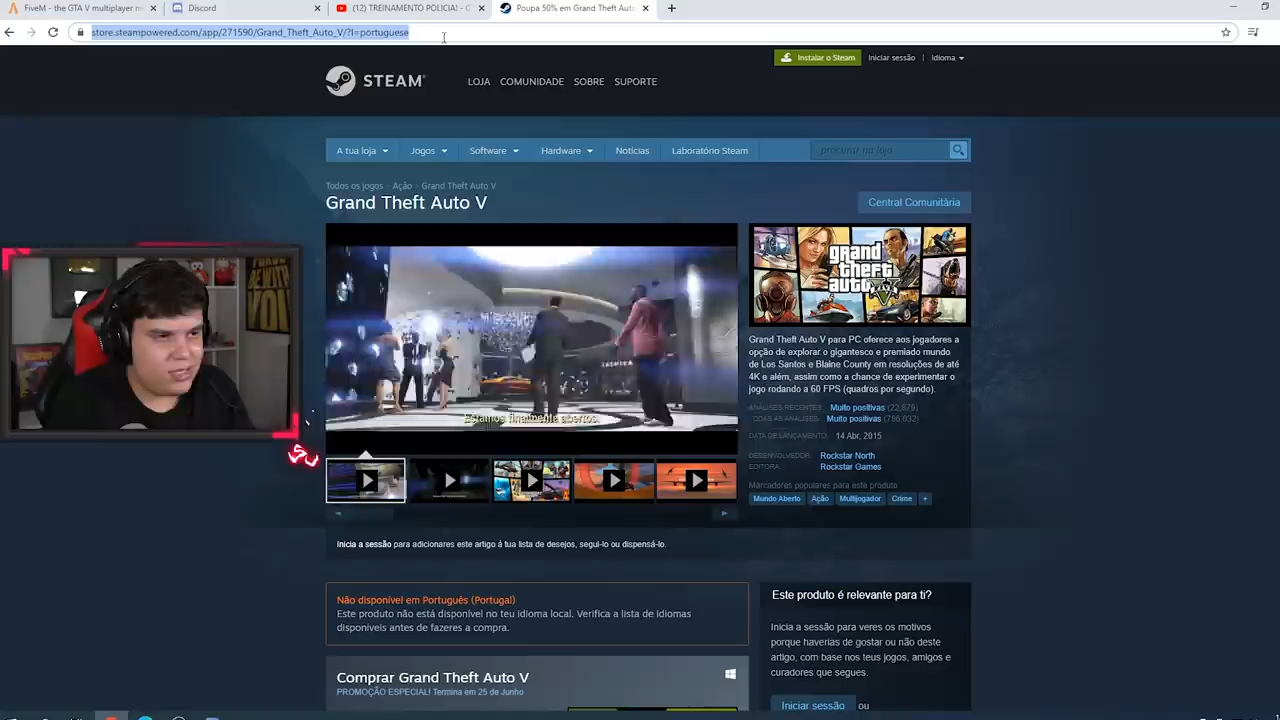 FiveM - the GTA V multiplayer m
Discord
(12) TREINAMENTO POLICIA! - G
Poupa 50% em Grand Theft Auto
store.steampowered.com/app/271590/Grand_Theft_Auto_V/?l=portuguese
Instalar o Steam
Iniciar sessão
Idioma
STEAM
LOJA
COMUNIDADE
SOBRE
SUPORTE
A tua loja
Jogos
Software
Hardware
Notícias
Laboratório Steam
procurar na loja
Todos os jogos > Ação > Grand Theft Auto V
Grand Theft Auto V
Central Comunitária
Estamos finalmente abertos.
grand
theft
auto
V
Grand Theft Auto V para PC oferece aos jogadores a
opção de explorar o gigantesco e premiado mundo
de Los Santos e Blaine County em resoluções de até
4K e além, assim como a chance de experimentar o
jogo rodando a 60 FPS (quadros por segundo).
ANÁLISES RECENTES: Muito positivas (22,879)
TODAS AS ANÁLISES: Muito positivas (786,032)
DATA DE LANÇAMENTO: 14 Abr, 2015
DESENVOLVEDOR: Rockstar North
EDITORA: Rockstar Games
Marcadores populares para este produto
Mundo Aberto
Ação
Multijogador
Crime
+
Inicia a sessão para adicionares este artigo à tua lista de desejos, segui-lo ou dispensá-lo.
Não disponível em Português (Portugal)
Este produto não está disponível no teu idioma local. Verifica a lista de idiomas
disponíveis antes de fazeres a compra.
Este produto é relevante para ti?
Inicia a sessão para veres os motivos
porque haverias de gostar ou não deste
artigo, com base nos teus jogos, amigos e
curadores que segues.
Iniciar sessão ou
Comprar Grand Theft Auto V
PROMOÇÃO ESPECIAL! Termina em 25 de Junho